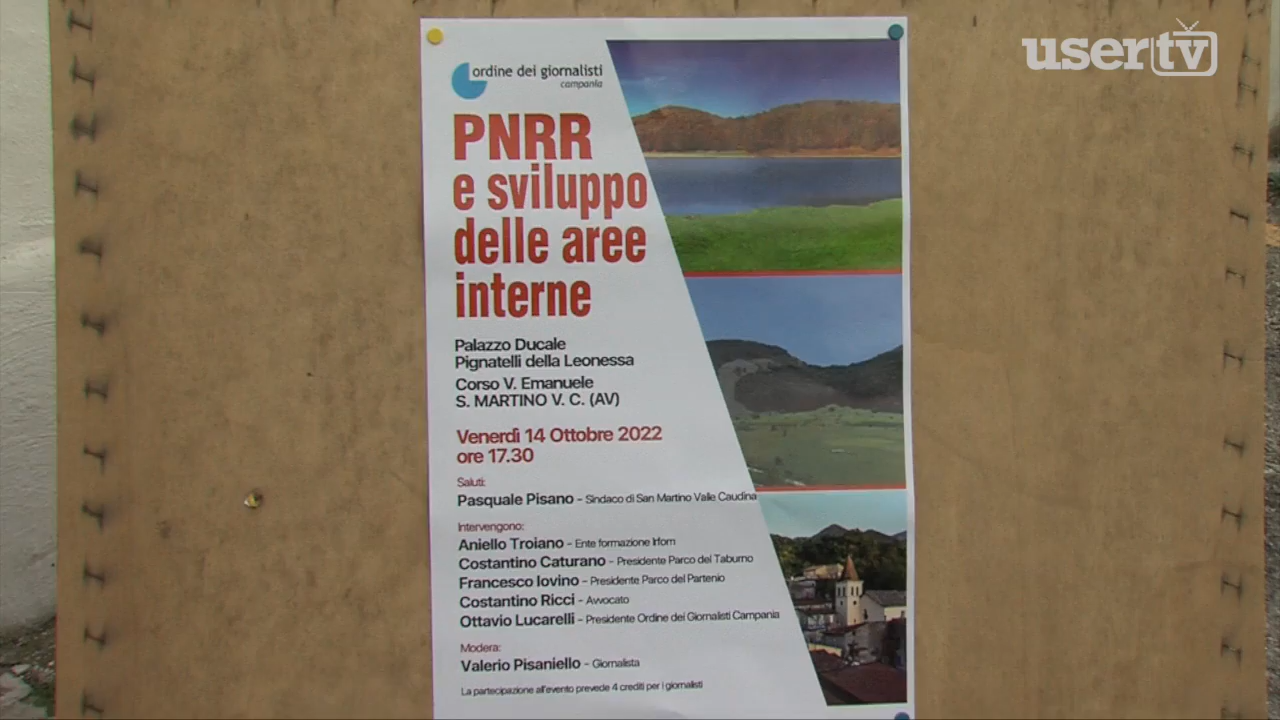 usertv
ordine dei giornalisti
campania
PNRR
e sviluppo
delle aree
interne
Palazzo Ducale
Pignatelli della Leonessa
Corso V. Emanuele
S. MARTINO V. C. (AV)
Venerdì 14 Ottobre 2022
ore 17.30
Saluti:
Pasquale Pisano - Sindaco di San Martino Valle Caudina
Intervengono:
Aniello Troiano - Ente formazione Irfom
Costantino Caturano - Presidente Parco del Taburno
Francesco Iovino - Presidente Parco del Partenio
Costantino Ricci - Avvocato
Ottavio Lucarelli - Presidente Ordine dei Giornalisti Campania
Modera:
Valerio Pisaniello - Giornalista
La partecipazione all'evento prevede 4 crediti per i giornalisti